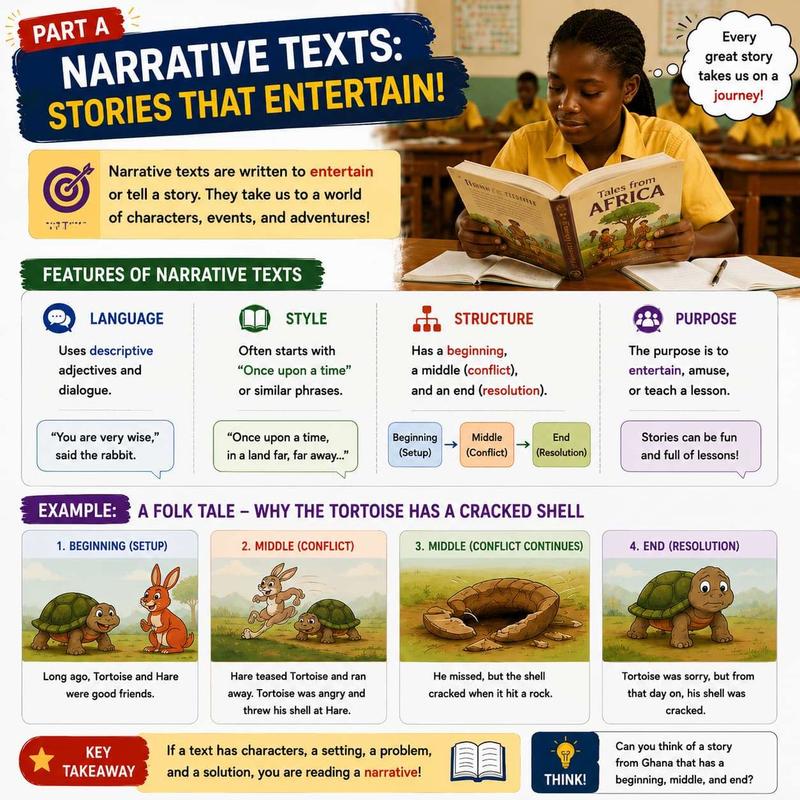 PART A
NARRATIVE TEXTS:
STORIES THAT ENTERTAIN!
Every
great story
takes us on a
journey!
Tales from
AFRICA
Narrative texts are written to entertain
or tell a story. They take us to a world
of characters, events, and adventures!
FEATURES OF NARRATIVE TEXTS
LANGUAGE
Uses descriptive
adjectives and
dialogue.
“You are very wise,”
said the rabbit.
STYLE
Often starts with
“Once upon a time”
or similar phrases.
“Once upon a time,
in a land far, far away...”
STRUCTURE
Has a beginning,
a middle (conflict),
and an end (resolution).
Beginning
(Setup)
Middle
(Conflict)
End
(Resolution)
PURPOSE
The purpose is to
entertain, amuse,
or teach a lesson.
Stories can be fun
and full of lessons!
EXAMPLE: A FOLK TALE – WHY THE TORTOISE HAS A CRACKED SHELL
1. BEGINNING (SETUP)
Long ago, Tortoise and Hare
were good friends.
2. MIDDLE (CONFLICT)
Hare teased Tortoise and ran
away. Tortoise was angry and
threw his shell at Hare.
3. MIDDLE (CONFLICT CONTINUES)
He missed, but the shell
cracked when it hit a rock.
4. END (RESOLUTION)
Tortoise was sorry, but from
that day on, his shell was
cracked.
KEY
TAKEAWAY
If a text has characters, a setting, a problem,
and a solution, you are reading a narrative!
THINK!
Can you think of a story
from Ghana that has a
beginning, middle, and end?